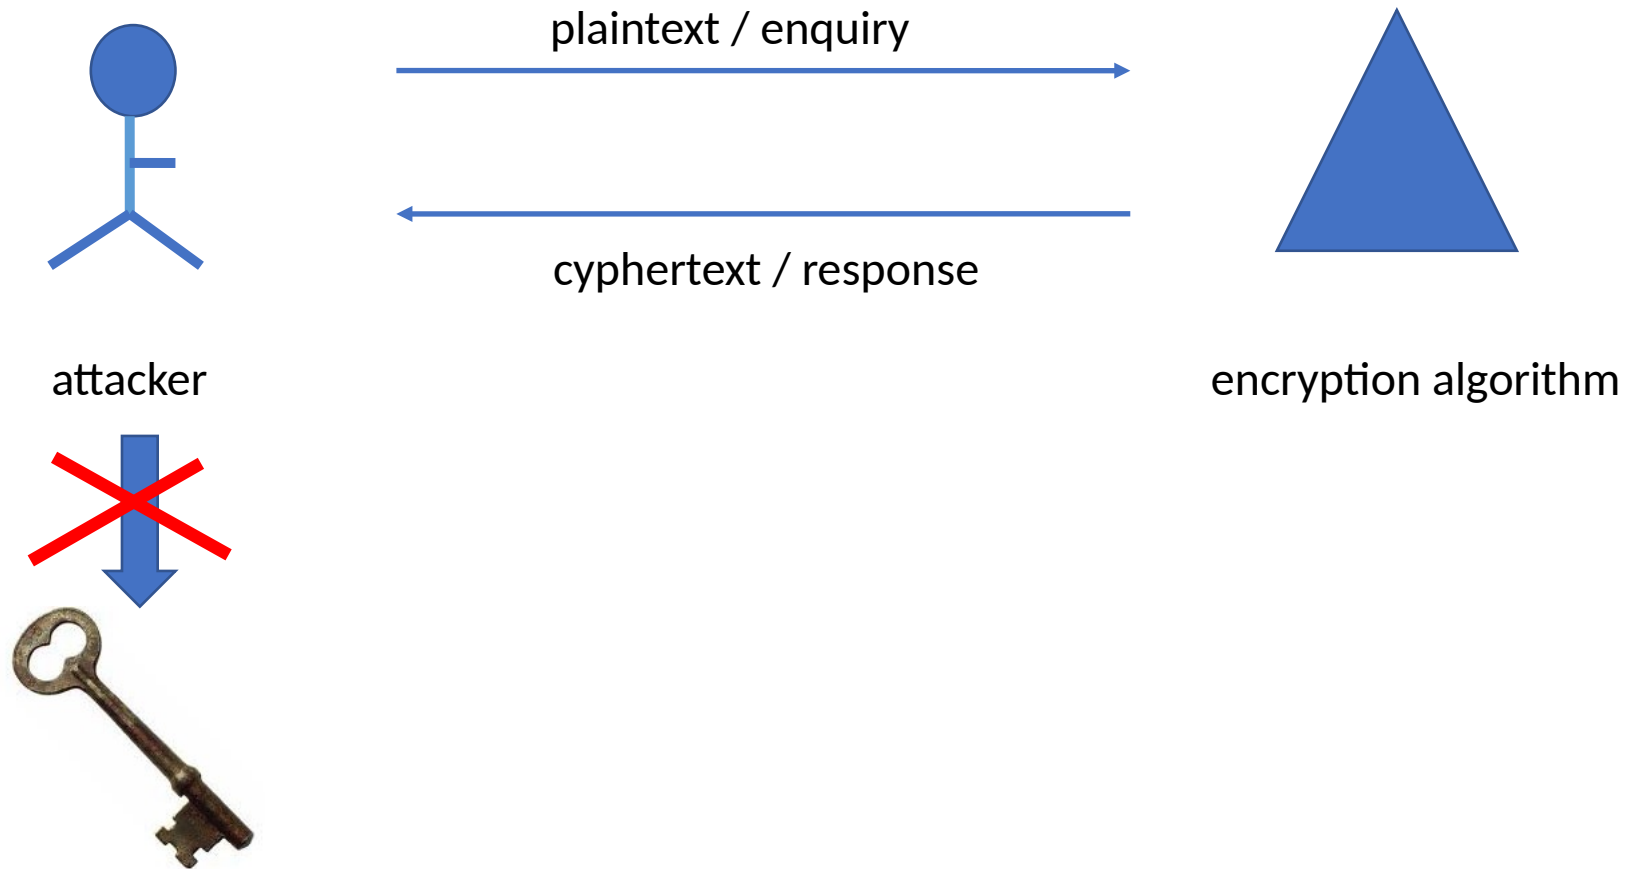 plaintext / enquiry
cyphertext / response
attacker
encryption algorithm